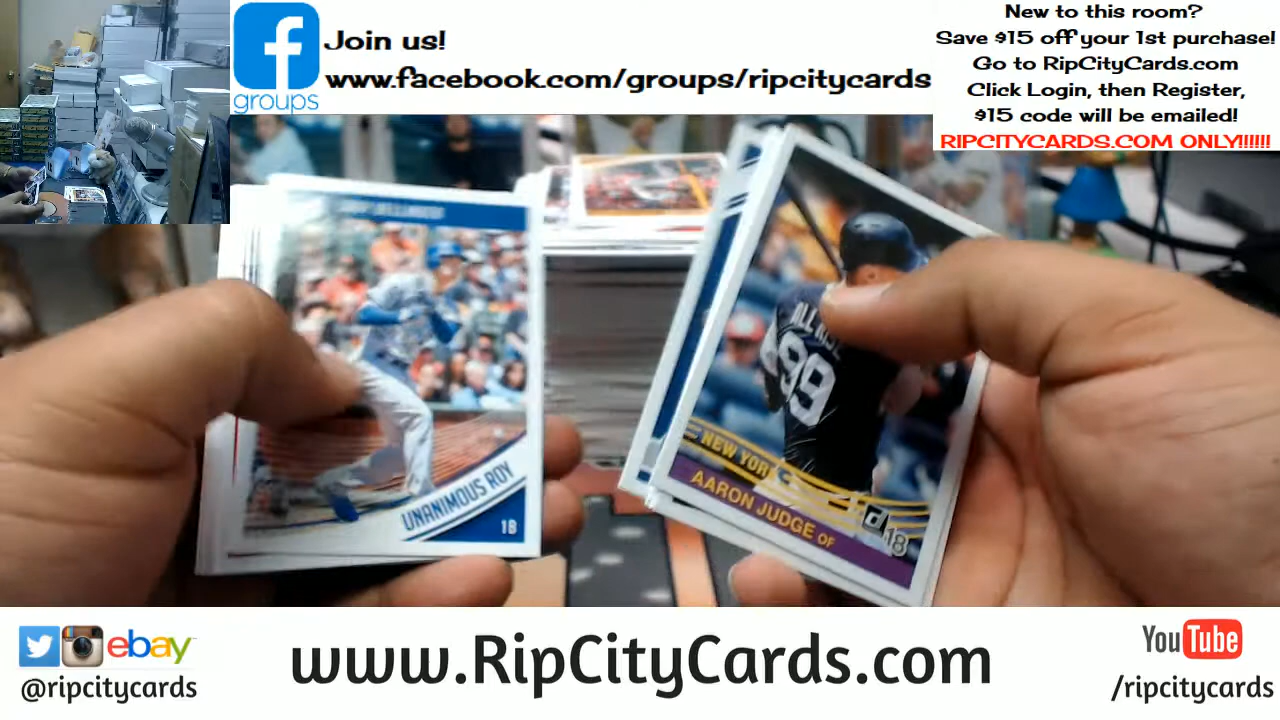 Join us!
www.facebook.com/groups/ripcitycards
groups
New to this room?
Save $15 off your 1st purchase!
Go to RipCityCards.com
Click Login, then Register,
$15 code will be emailed!
RIPCITYCARDS.COM ONLY!!!!!!
UNANIMOUS ROY
1B
99
NEW YORK
AARON JUDGE OF
18
ebay
@ripcitycards
www.RipCityCards.com
YouTube
/ripcitycards